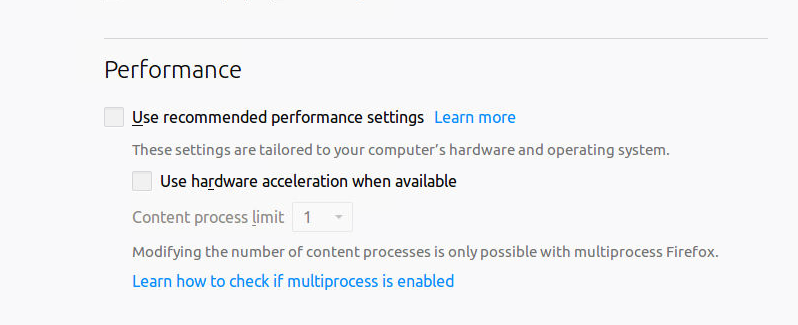 Performance
Use recommended performance settings Learn more
These settings are tailored to your computer's hardware and operating system.
Use hardware acceleration when available
Content process limit 1
Modifying the number of content processes is only possible with multiprocess Firefox.
Learn how to check if multiprocess is enabled